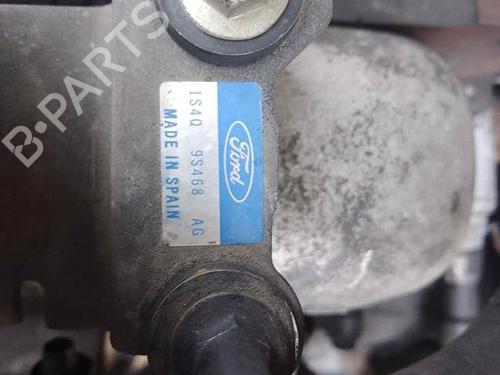 B·PARTS
1S4Q 9S468 AG
MADE IN SPAIN
Ford